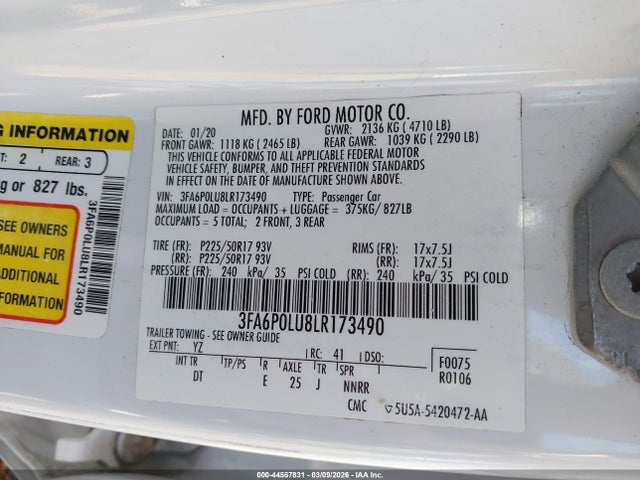 G INFORMATION
T: 2 REAR: 3
g or 827 lbs.
SEE OWNERS
MANUAL FOR
ADDITIONAL
INFORMATION
3FA6P0LU8LR173490
MFD. BY FORD MOTOR CO.
DATE: 01/20 GVWR: 2136 KG ( 4710 LB)
FRONT GAWR: 1118 KG ( 2465 LB) REAR GAWR: 1039 KG ( 2290 LB)
THIS VEHICLE CONFORMS TO ALL APPLICABLE FEDERAL MOTOR
VEHICLE SAFETY, BUMPER, AND THEFT PREVENTION STANDARDS
IN EFFECT ON THE DATE OF MANUFACTURE SHOWN ABOVE.
VIN: 3FA6P0LU8LR173490 TYPE: Passenger Car
MAXIMUM LOAD = OCCUPANTS + LUGGAGE = 375KG/ 827LB
OCCUPANTS = 5 TOTAL; 2 FRONT, 3 REAR
TIRE (FR): P225/50R17 93V RIMS (FR): 17x7.5J
(RR): P225/50R17 93V (RR): 17x7.5J
PRESSURE (FR): 240 kPa/ 35 PSI COLD (RR): 240 kPa/ 35 PSI COLD
3FA6P0LU8LR173490
TRAILER TOWING - SEE OWNER GUIDE
EXT PNT: YZ RC: 41 DSO: F0075
INT TR TP/PS R AXLE TR SPR R0106
DT E 25 J NNRR
CMC 5U5A-5420472-AA
000-44567831 - 03/09/2026 - IAA Inc.